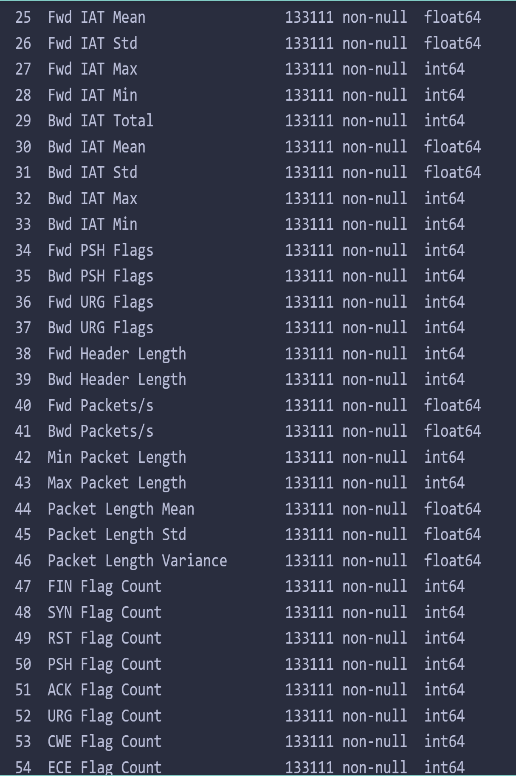 25 Fwd IAT Mean 133111 non-null float64
26 Fwd IAT Std 133111 non-null float64
27 Fwd IAT Max 133111 non-null int64
28 Fwd IAT Min 133111 non-null int64
29 Bwd IAT Total 133111 non-null int64
30 Bwd IAT Mean 133111 non-null float64
31 Bwd IAT Std 133111 non-null float64
32 Bwd IAT Max 133111 non-null int64
33 Bwd IAT Min 133111 non-null int64
34 Fwd PSH Flags 133111 non-null int64
35 Bwd PSH Flags 133111 non-null int64
36 Fwd URG Flags 133111 non-null int64
37 Bwd URG Flags 133111 non-null int64
38 Fwd Header Length 133111 non-null int64
39 Bwd Header Length 133111 non-null int64
40 Fwd Packets/s 133111 non-null float64
41 Bwd Packets/s 133111 non-null float64
42 Min Packet Length 133111 non-null int64
43 Max Packet Length 133111 non-null int64
44 Packet Length Mean 133111 non-null float64
45 Packet Length Std 133111 non-null float64
46 Packet Length Variance 133111 non-null float64
47 FIN Flag Count 133111 non-null int64
48 SYN Flag Count 133111 non-null int64
49 RST Flag Count 133111 non-null int64
50 PSH Flag Count 133111 non-null int64
51 ACK Flag Count 133111 non-null int64
52 URG Flag Count 133111 non-null int64
53 CWE Flag Count 133111 non-null int64
54 ECE Flag Count 133111 non-null int64